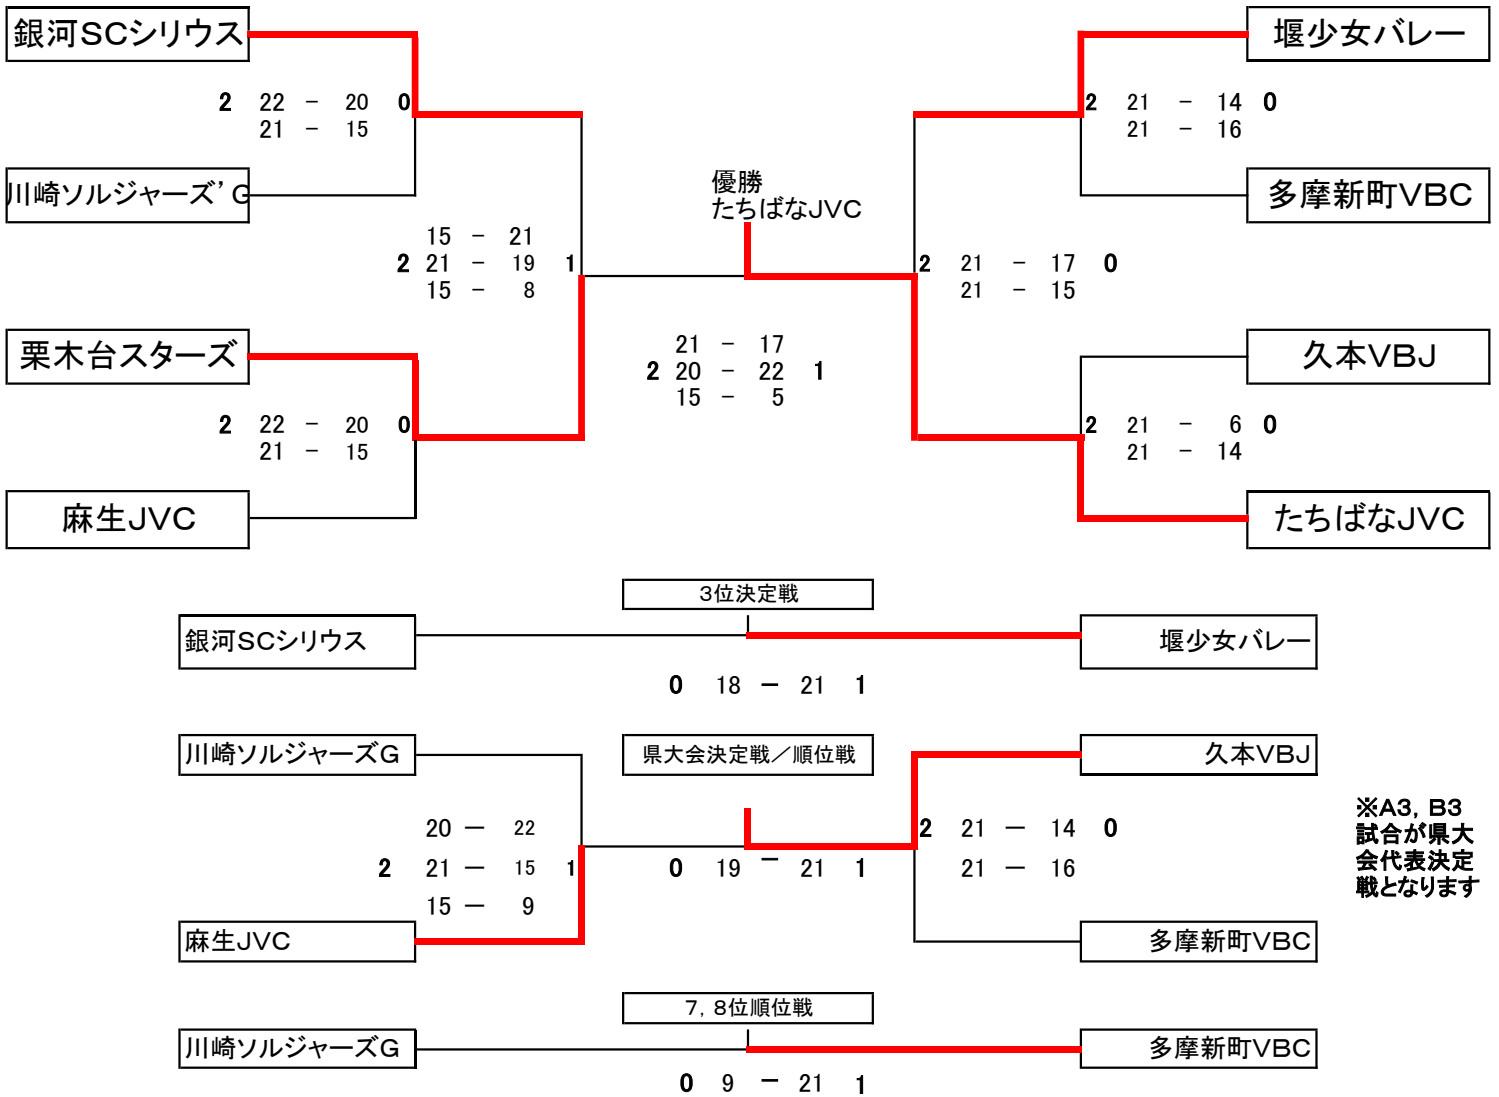 銀河SCシリウス
堰少女バレー
2 22 - 20 0
21 - 15
2 21 - 14 0
21 - 16
川崎ソルジャーズ’G
多摩新町VBC
優勝
たちばなJVC
15 - 21
2 21 - 19 1
15 - 8
2 21 - 17 0
21 - 15
栗木台スターズ
久本VBJ
21 - 17
2 20 - 22 1
15 - 5
2 22 - 20 0
21 - 15
2 21 - 6 0
21 - 14
麻生JVC
たちばなJVC
3位決定戦
銀河SCシリウス
堰少女バレー
0 18 ー 21 1
川崎ソルジャーズG
県大会決定戦／順位戦
久本VBJ
20 ー 22
2 21 ー 15 1
15 ー 9
0 19 ー 21 1
2 21 ー 14 0
21 ー 16
※A3，B3
試合が県大
会代表決定
戦となります
麻生JVC
多摩新町VBC
7，8位順位戦
川崎ソルジャーズG
多摩新町VBC
0 9 ー 21 1